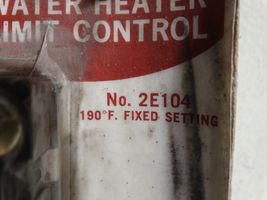 WATER HEATER
LIMIT CONTROL
No. 2E104
190°F. FIXED SETTING